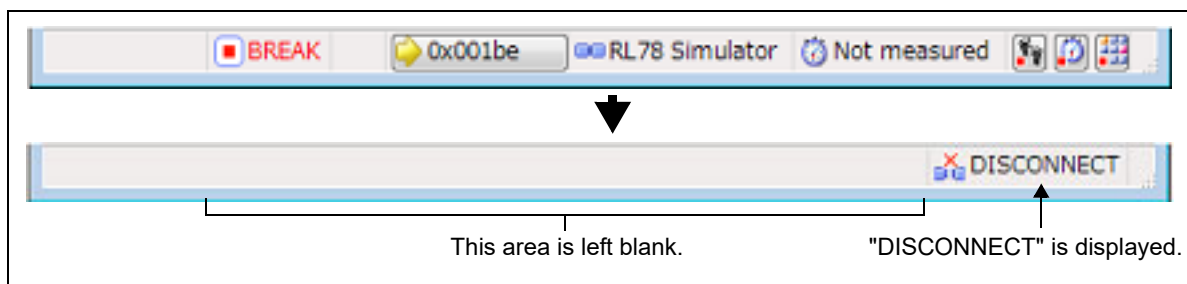 BREAK 0x001be RL78 Simulator Not measured
DISCONNECT
This area is left blank. "DISCONNECT" is displayed.